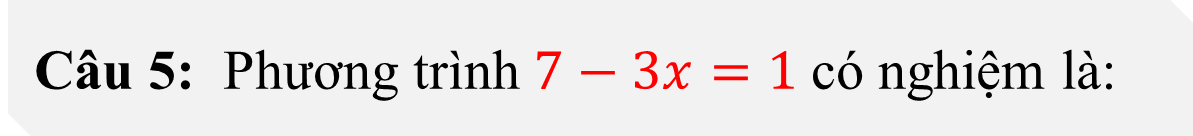 Câu 5: Phương trình 7 − 3x = 1 có nghiệm là: